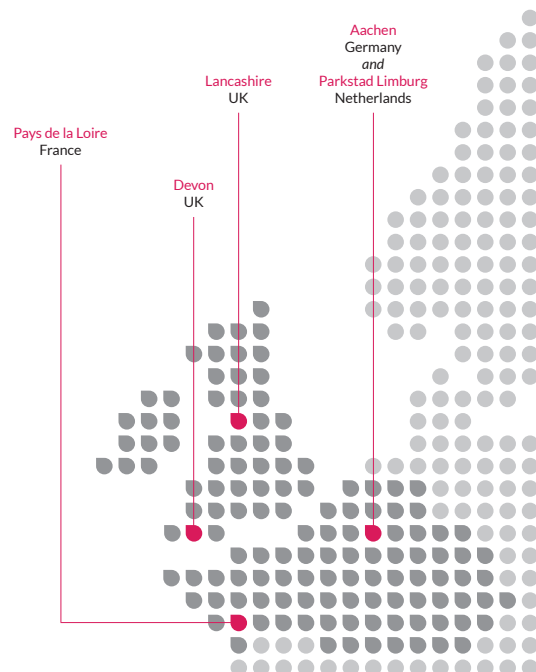 Aachen
Germany
and
Parkstad Limburg
Netherlands
Lancashire
UK
Pays de la Loire
France
Devon
UK